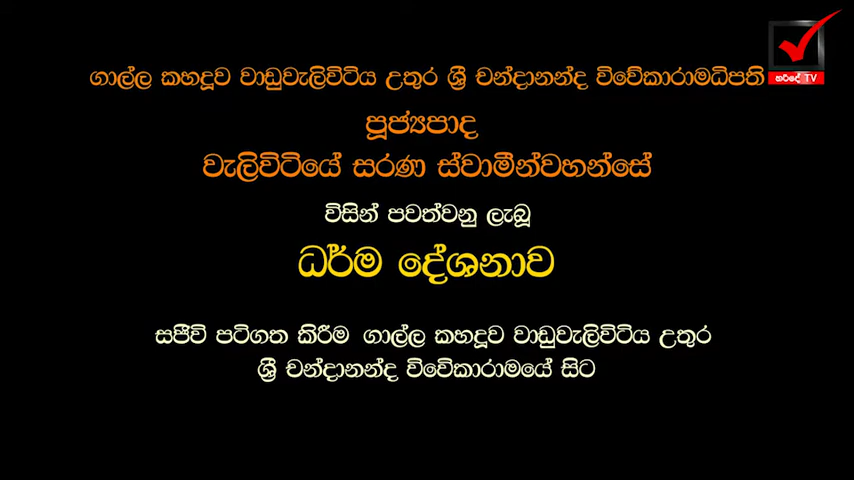 ගාල්ල කහදූව වාඩුවැලිවිටිය උතුර ශ්‍රී චන්දානන්ද විවේකාරාමධිපති
පූජ්‍යපාද
වැලිවිටියේ සරණ ස්වාමීන්වහන්සේ
විසින් පවත්වනු ලැබූ
ධර්ම දේශනාව
සජීවි පටිගත කිරීම ගාල්ල කහදූව වාඩුවැලිවිටිය උතුර
ශ්‍රී චන්දානන්ද විවේකාරාමයේ සිට
හරිදේ TV